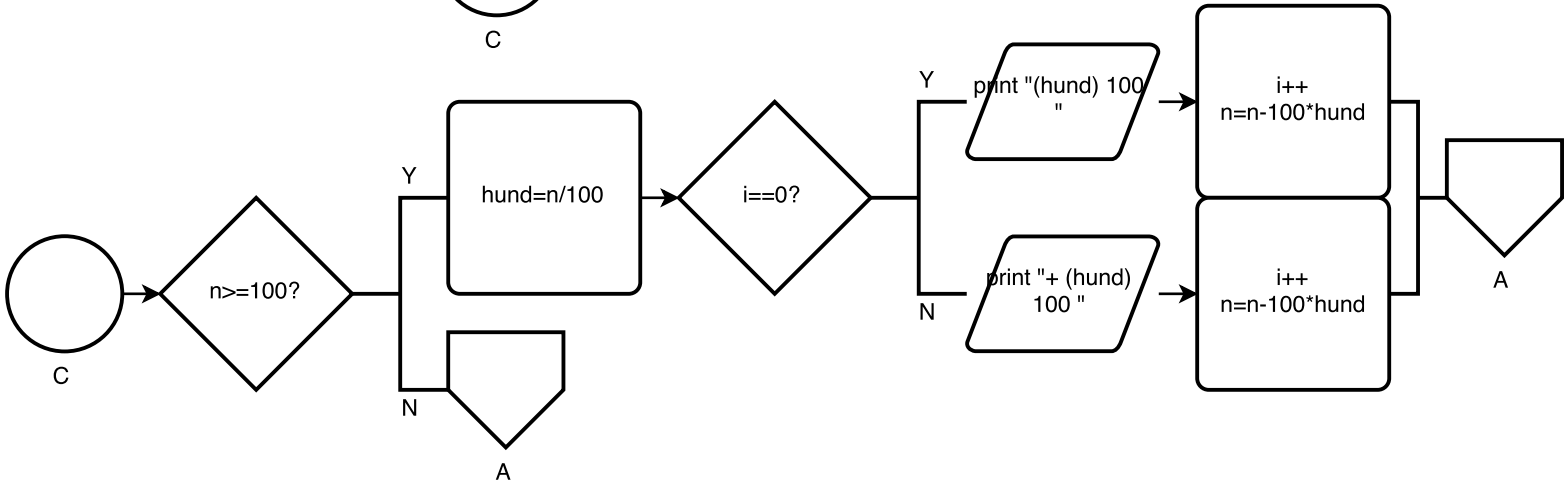 C
C
n>=100?
Y
N
hund=n/100
A
i==0?
Y
N
print "(hund) 100
"
i++
n=n-100*hund
print "+ (hund)
100 "
i++
n=n-100*hund
A